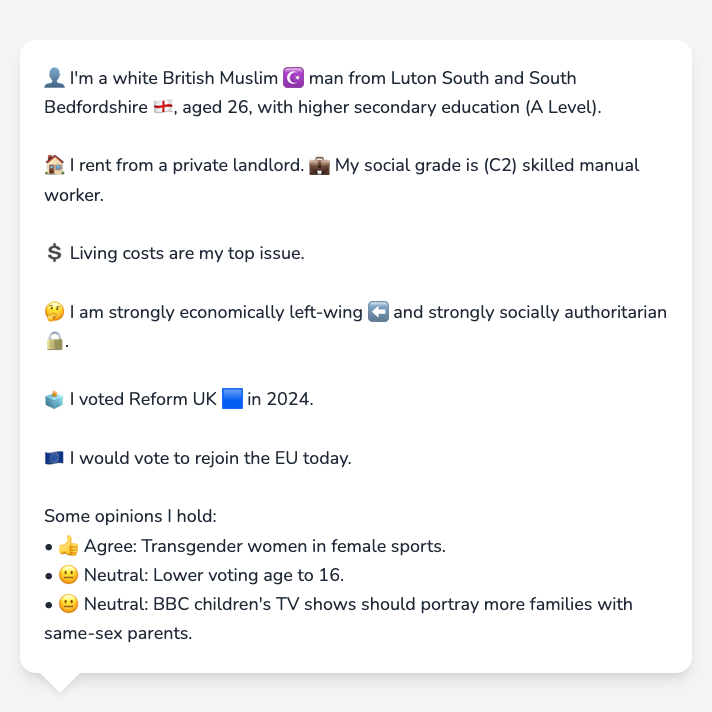 👤 I'm a white British Muslim ☪️ man from Luton South and South
Bedfordshire 🏴󠁧󠁢󠁥󠁮󠁧󠁿, aged 26, with higher secondary education (A Level).
🏠 I rent from a private landlord. 💼 My social grade is (C2) skilled manual
worker.
💲 Living costs are my top issue.
🤔 I am strongly economically left-wing ⬅️ and strongly socially authoritarian
🔒.
🗳️ I voted Reform UK 🟦 in 2024.
🇪🇺 I would vote to rejoin the EU today.
Some opinions I hold:
• 👍 Agree: Transgender women in female sports.
• 😐 Neutral: Lower voting age to 16.
• 😐 Neutral: BBC children's TV shows should portray more families with
same-sex parents.